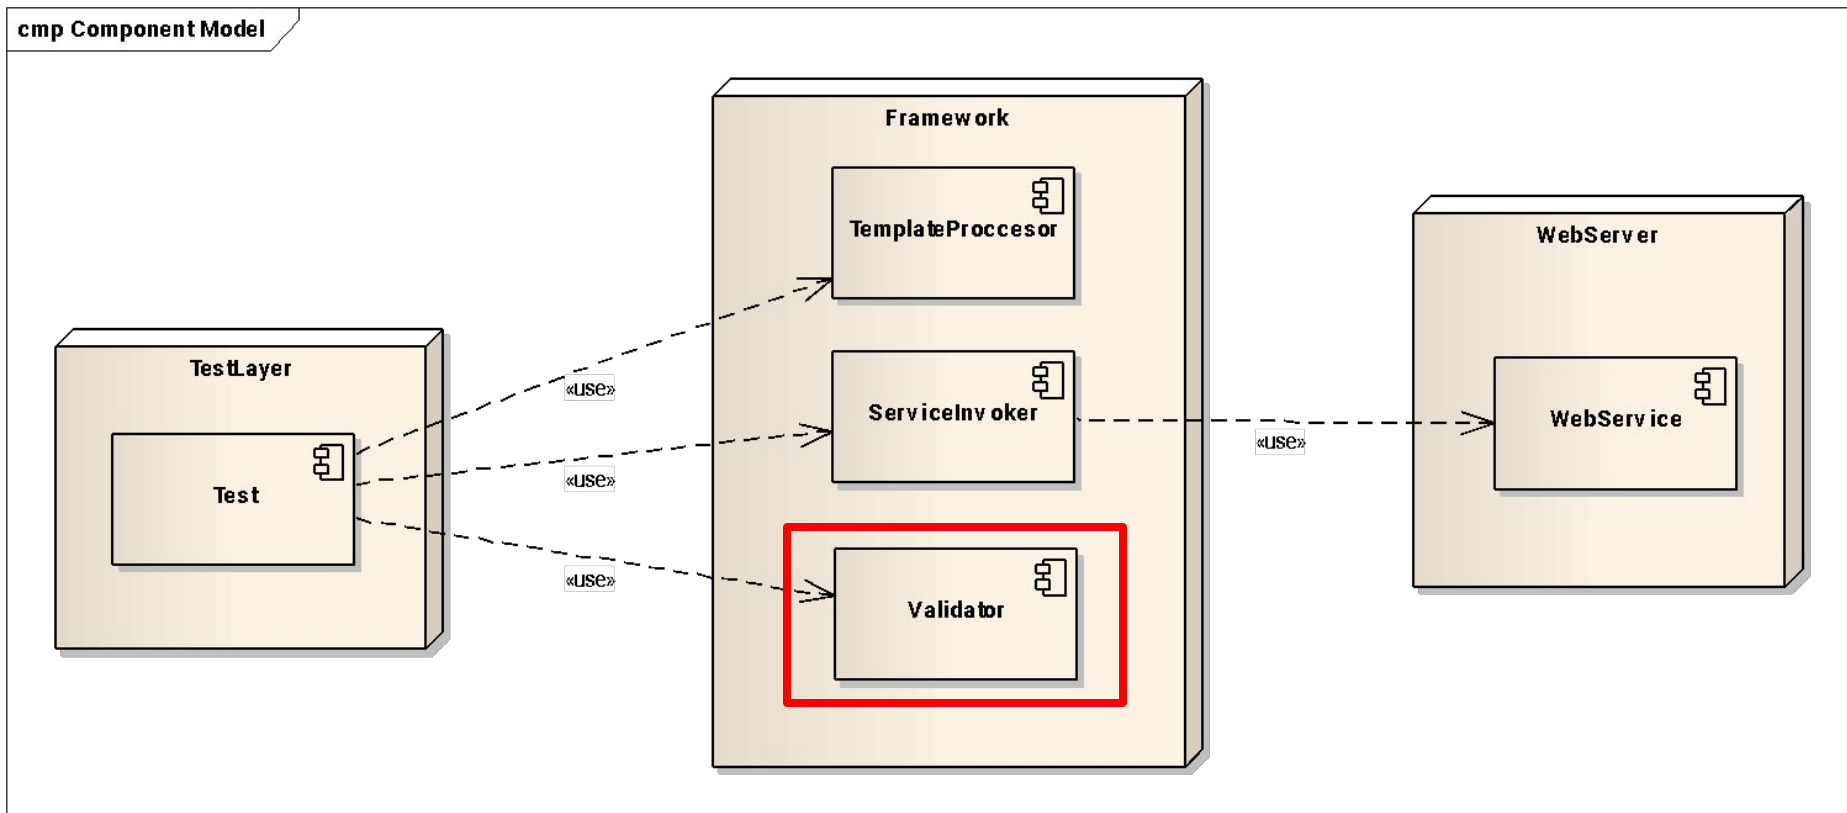 cmp Component Model
Framework
TemplateProccesor
WebServer
TestLayer
«use»
ServiceInvoker
WebService
«use»
«use»
Test
«use»
Validator